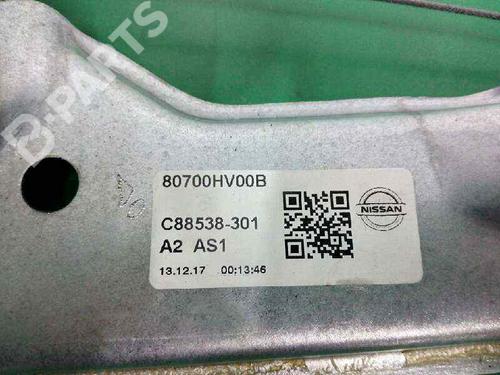 B-PARTS
80700HV00B
C88538-301
A2 AS1
NISSAN
13.12.17 00:13:46